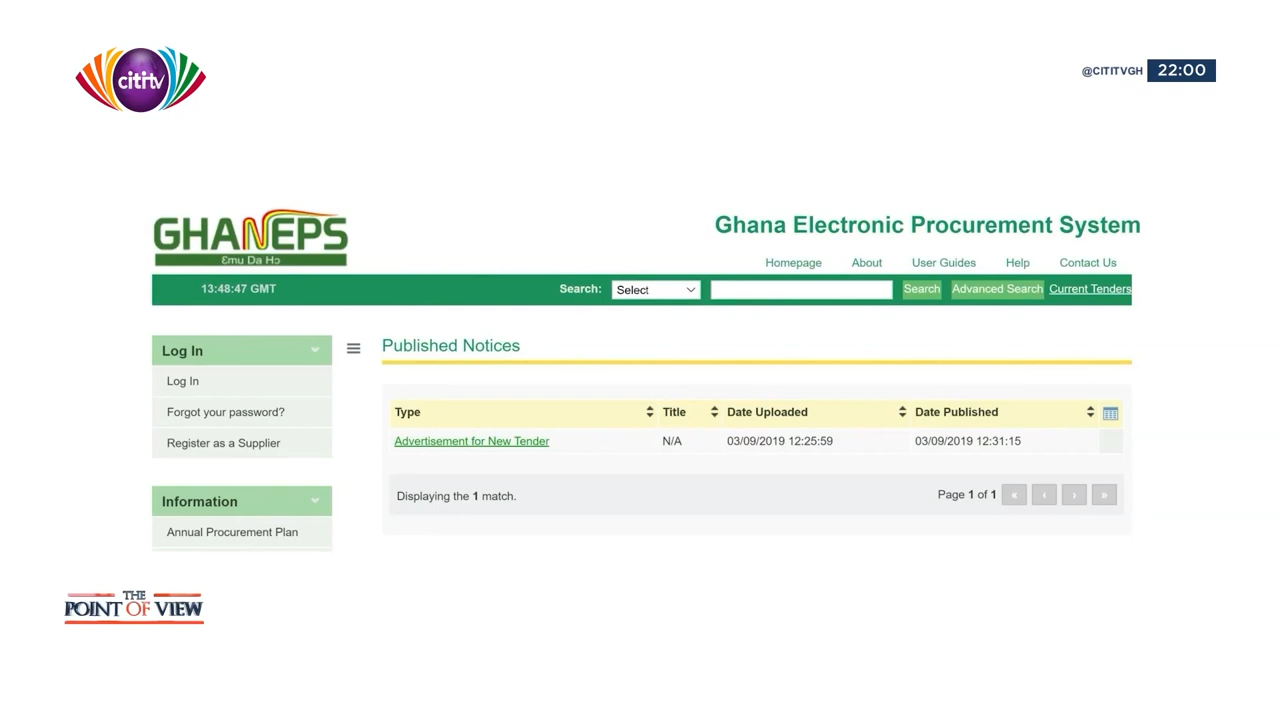 cititv
@CITITVGH 22:00
GHANEPS
Ɛmu Da Hɔ
Ghana Electronic Procurement System
Homepage About User Guides Help Contact Us
13:48:47 GMT Search: Select Search Advanced Search Current Tenders
Log In
Log In
Forgot your password?
Register as a Supplier
Information
Annual Procurement Plan
Published Notices
Type Title Date Uploaded Date Published
Advertisement for New Tender N/A 03/09/2019 12:25:59 03/09/2019 12:31:15
Displaying the 1 match. Page 1 of 1 « ‹ › »
THE
POINT OF VIEW